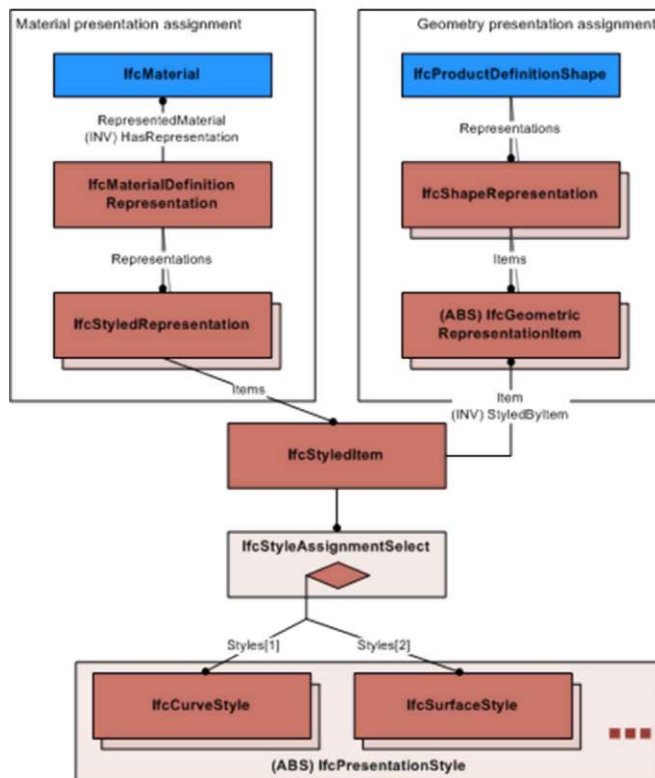 Material presentation assignment
Geometry presentation assignment
IfcMaterial
IfcProductDefinitionShape
RepresentedMaterial
(INV) HasRepresentation
Representations
IfcMaterialDefinition
Representation
IfcShapeRepresentation
Representations
Items
IfcStyledRepresentation
(ABS) IfcGeometric
RepresentationItem
Items
Item
(INV) StyledByItem
IfcStyledItem
IfcStyleAssignmentSelect
Styles[1]
Styles[2]
IfcCurveStyle
IfcSurfaceStyle
(ABS) IfcPresentationStyle